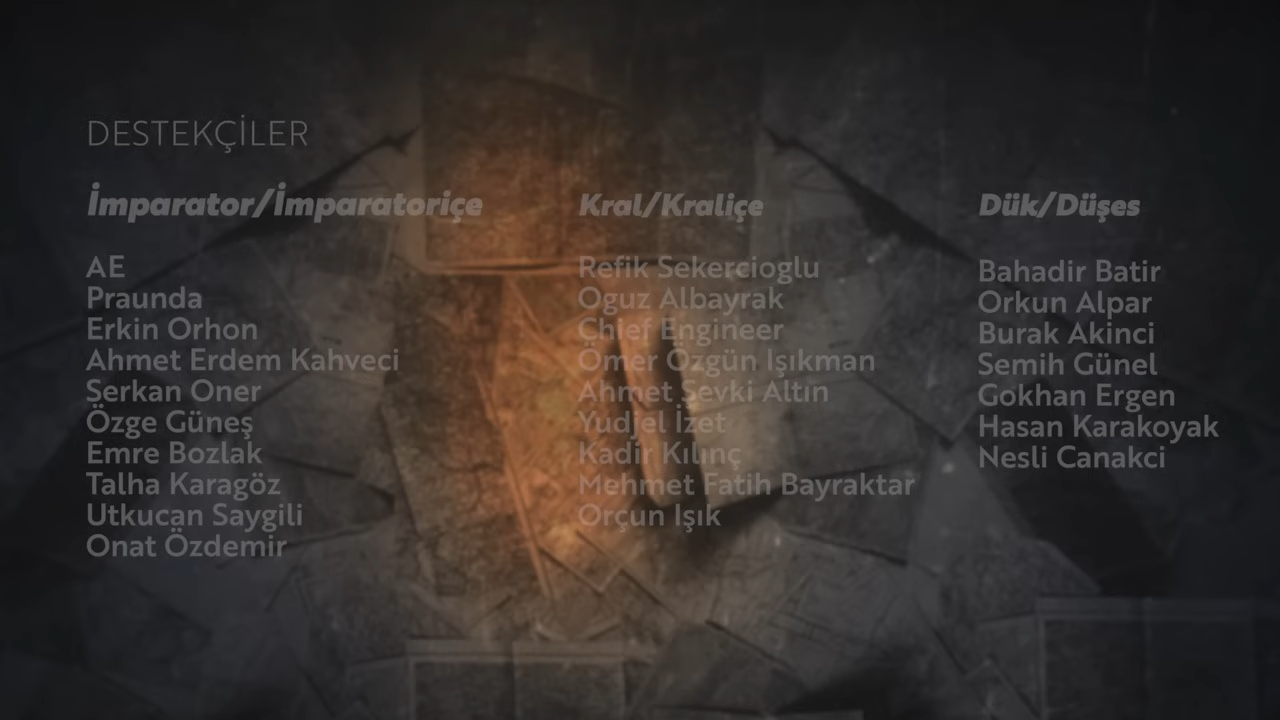 DESTEKÇİLER
İmparator/İmparatoriçe
AE
Praunda
Erkin Orhon
Ahmet Erdem Kahveci
Serkan Oner
Özge Güneş
Emre Bozlak
Talha Karagöz
Utkucan Saygili
Onat Özdemir
Kral/Kraliçe
Refik Sekercioglu
Oguz Albayrak
Chief Engineer
Ömer Özgün Işıkman
Ahmet Şevki Altın
Yudjel İzet
Kadir Kılınç
Mehmet Fatih Bayraktar
Orçun Işık
Dük/Düşes
Bahadir Batir
Orkun Alpar
Burak Akinci
Semih Günel
Gokhan Ergen
Hasan Karakoyak
Nesli Canakci